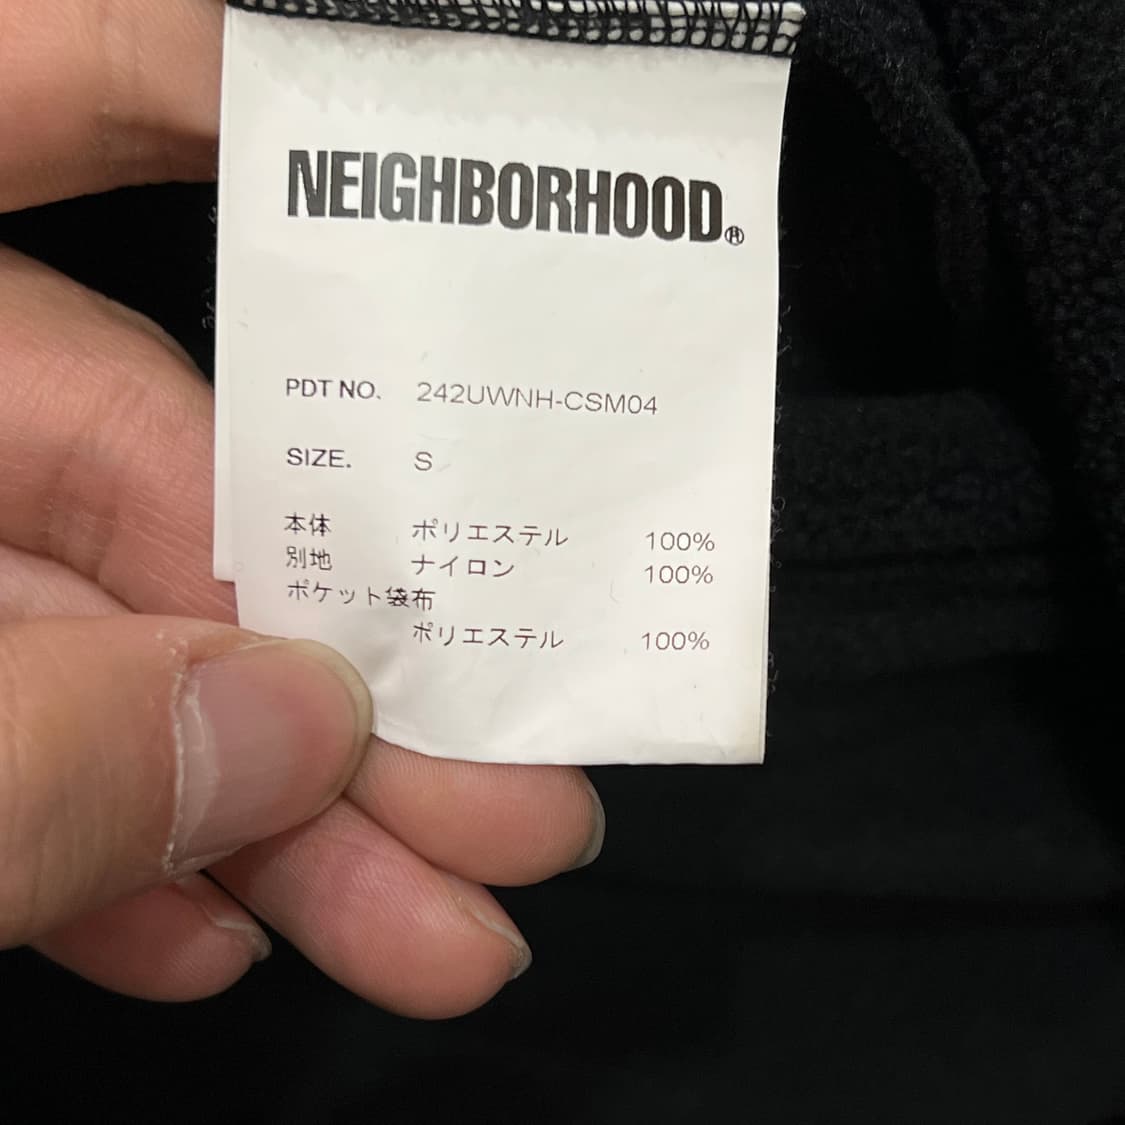 NEIGHBORHOOD®
PDT NO. 242UWNH-CSM04
SIZE. S
本体 ポリエステル 100%
別地 ナイロン 100%
ポケット袋布
ポリエステル 100%